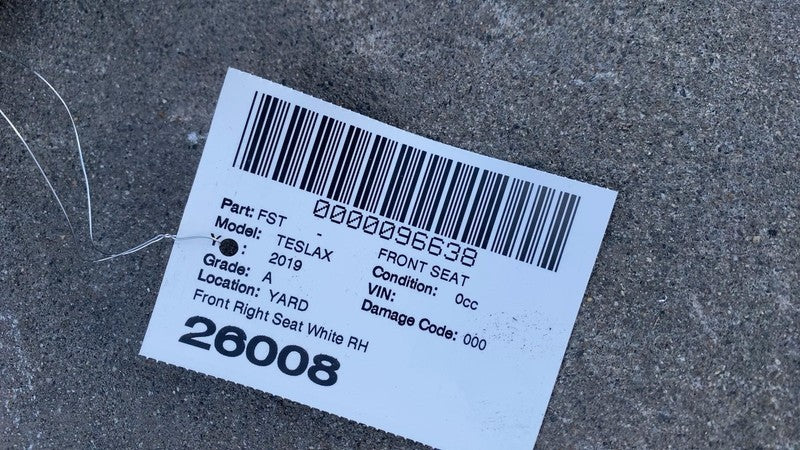 0000096638
Part: FST - FRONT SEAT
Model: TESLAX Condition: 0cc
: 2019 VIN:
Grade: A Damage Code: 000
Location: YARD
Front Right Seat White RH
26008